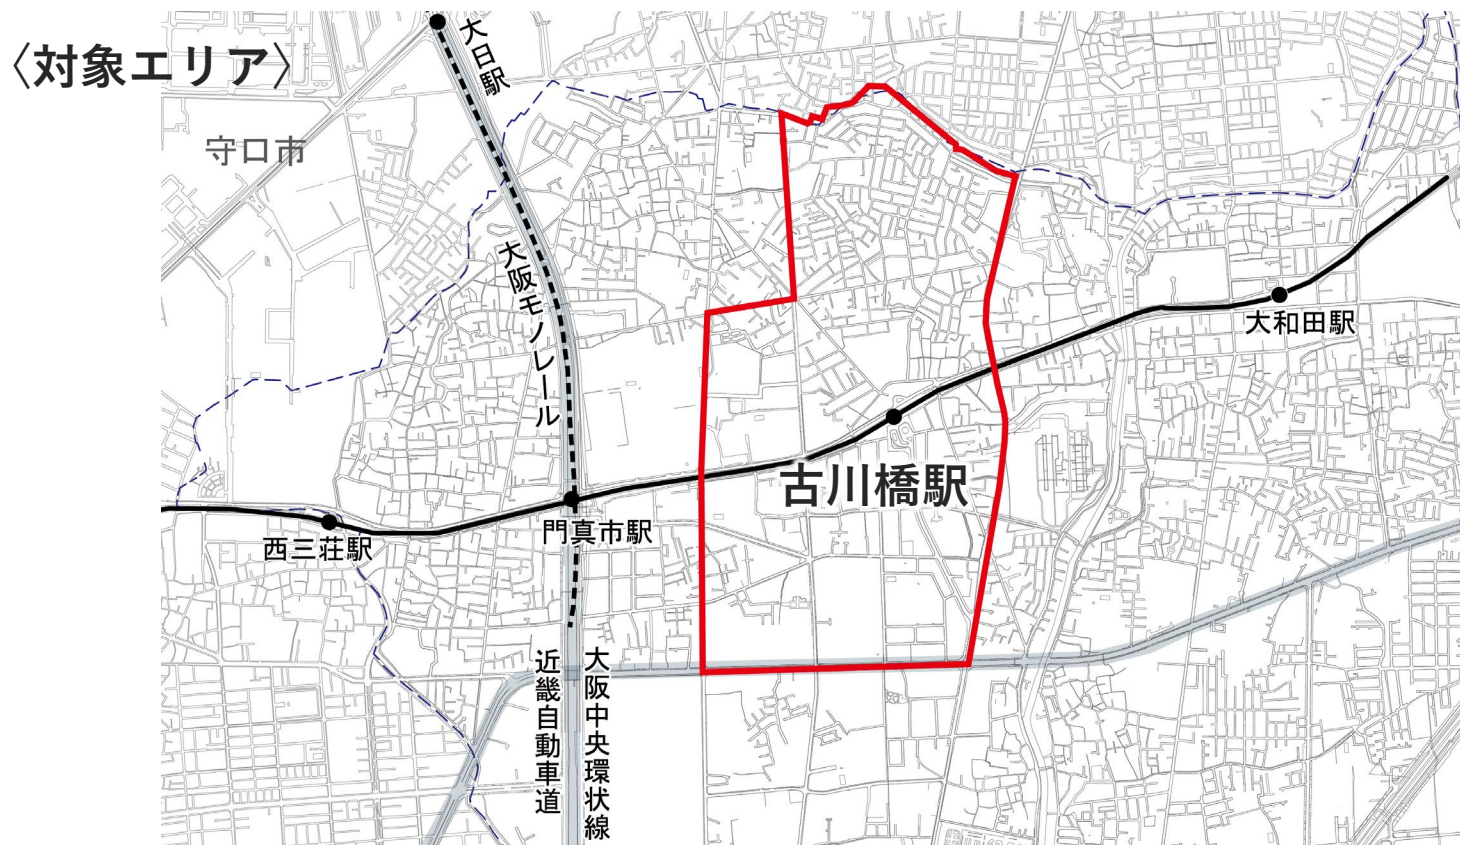 〈対象エリア〉
大日駅
守口市
大阪モノレール
大和田駅
古川橋駅
門真市駅
西三荘駅
近畿自動車道
大阪中央環状線